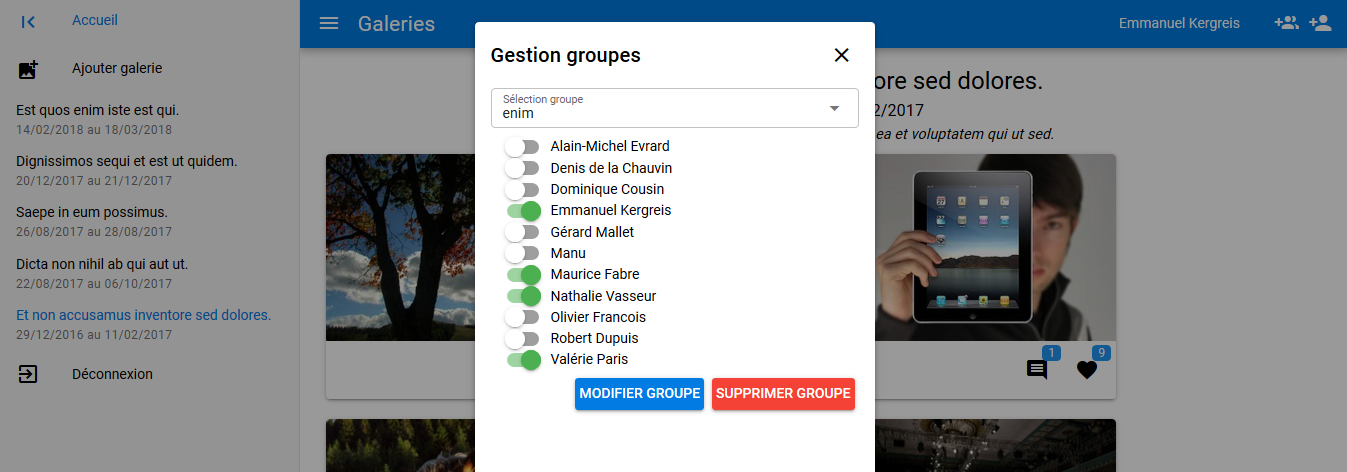 Accueil
Ajouter galerie
Est quos enim iste est qui.
14/02/2018 au 18/03/2018
Dignissimos sequi et est ut quidem.
20/12/2017 au 21/12/2017
Saepe in eum possimus.
26/08/2017 au 28/08/2017
Dicta non nihil ab qui aut ut.
22/08/2017 au 06/10/2017
Et non accusamus inventore sed dolores.
29/12/2016 au 11/02/2017
Déconnexion
Galeries
Emmanuel Kergreis
Gestion groupes
Sélection groupe
enim
Alain-Michel Evrard
Denis de la Chauvin
Dominique Cousin
Emmanuel Kergreis
Gérard Mallet
Manu
Maurice Fabre
Nathalie Vasseur
Olivier Francois
Robert Dupuis
Valérie Paris
MODIFIER GROUPE SUPPRIMER GROUPE
ore sed dolores.
2/2017
ea et voluptatem qui ut sed.
1 9